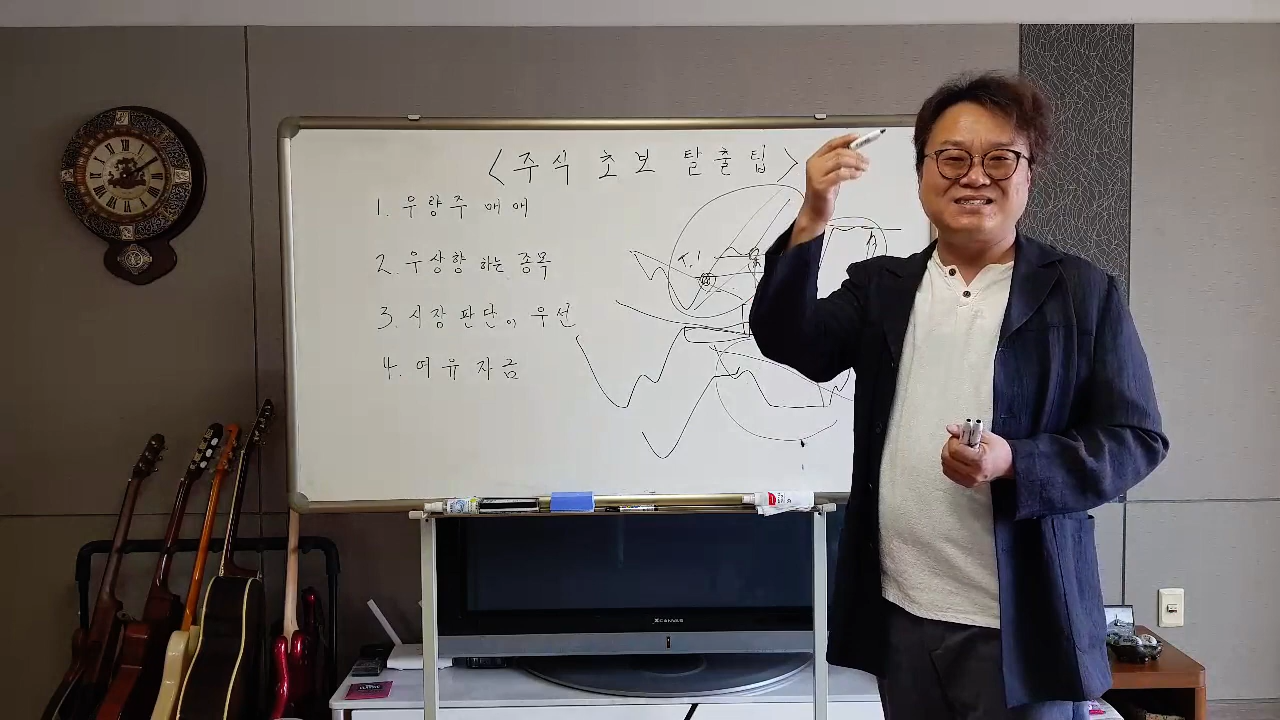 <주식 초보 탈출팁>
1. 우량주 매매
2. 우상향 하는 종목
3. 시장판단이 우선
4. 여유자금
XCANVAS